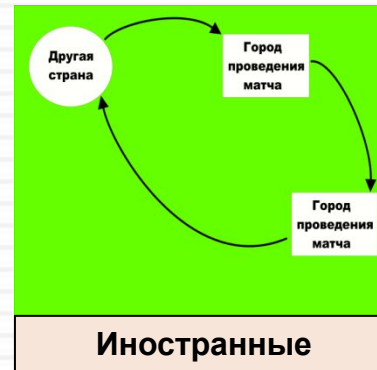 Другая
страна
Город
проведения
матча
Город
проведения
матча
Иностранные